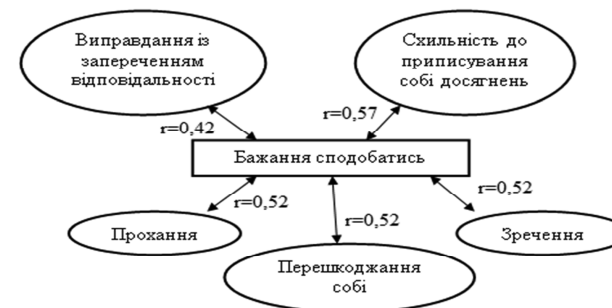 Виправдання із
запереченням
відповідальності
Схильність до
приписування
собі досягнень
r=0,42
r=0,57
Бажання сподобатись
r=0,52
r=0,52
r=0,52
Прохання
Перешкоджання
собі
Зречення